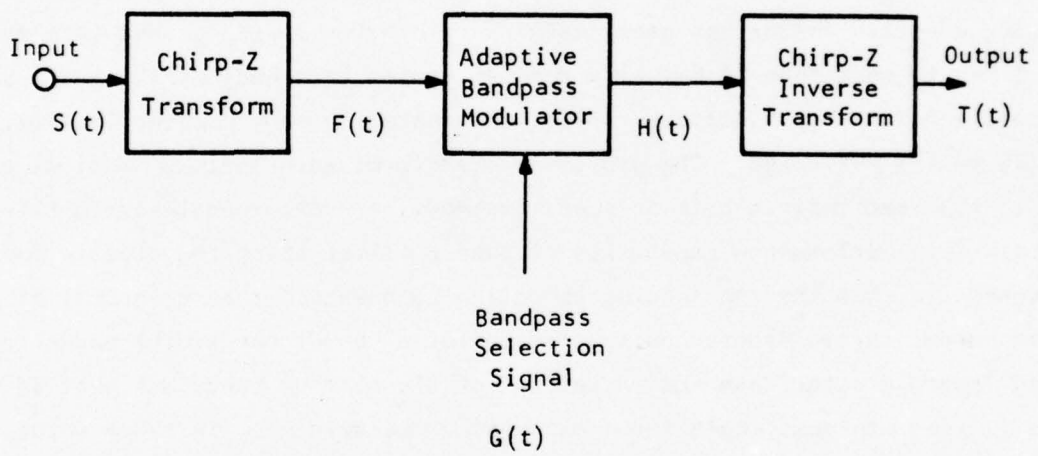 Input
S(t)
Chirp-Z
Transform
F(t)
Adaptive
Bandpass
Modulator
H(t)
Chirp-Z
Inverse
Transform
Output
T(t)
Bandpass
Selection
Signal
G(t)